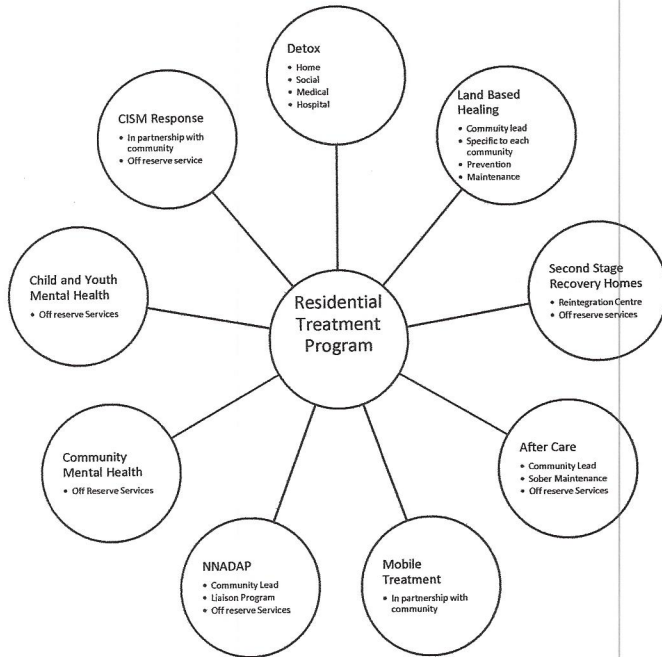 Detox
• Home
• Social
• Medical
• Hospital
Land Based
Healing
• Commuity lead
• Specific to each
community
• Prevention
• Maintenance
Second Stage
Recovery Homes
• Reintegration Centre
• Off reserve services
After Care
• Community Lead
• Sober Maintenance
• Off reserve Services
Mobile
Treatment
• In partnership with
community
NNADAP
• Community Lead
• Liaison Program
• Off reserve Services
Community
Mental Health
• Off Reserve Services
Child and Youth
Mental Health
• Off reserve Services
CISM Response
• In partnership with
community
• Off reserve service
Residential
Treatment
Program